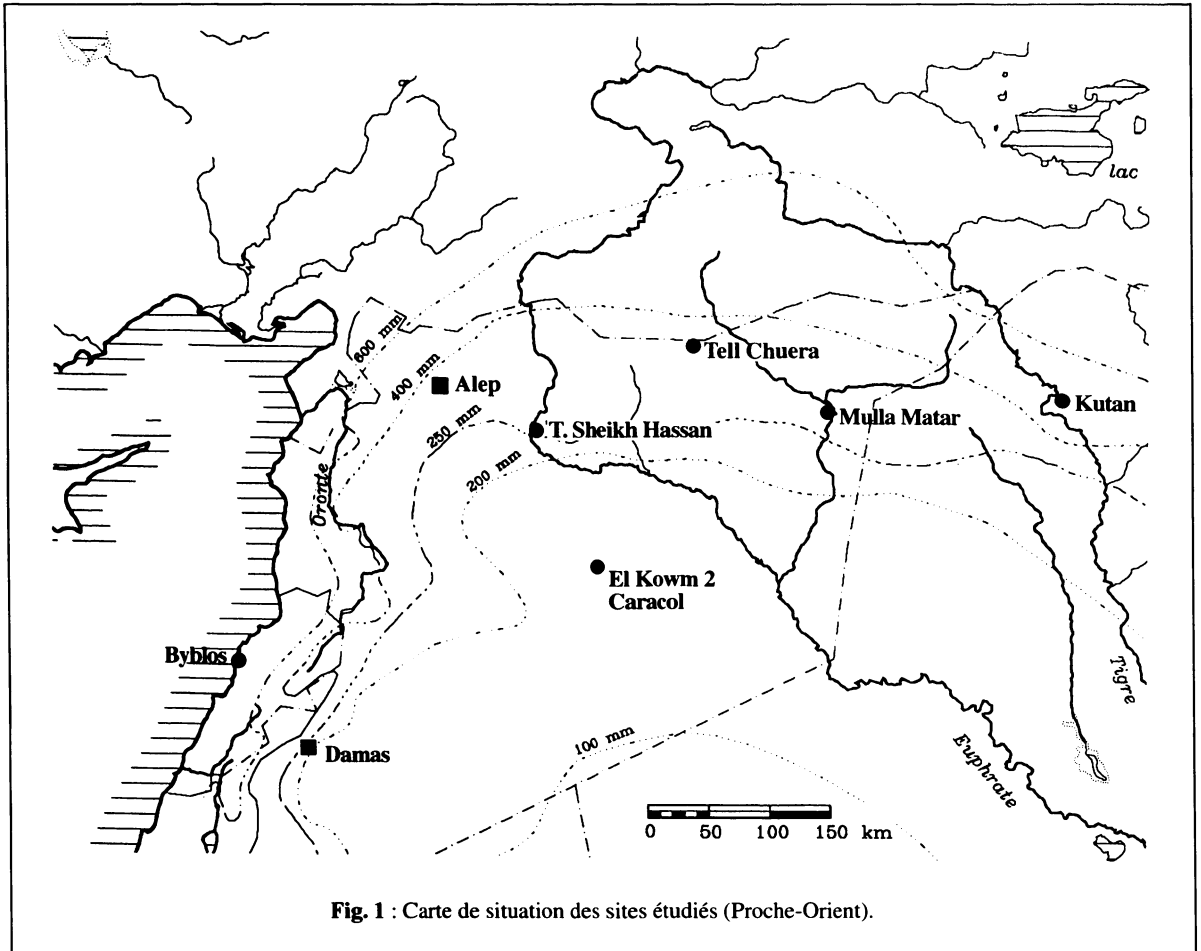 lac
600 mm
400 mm
Alep
Tell Chuera
250 mm
T. Sheikh Hassan
Mulla Matar
Kutan
200 mm
Oronte
El Kowm 2
Caracol
Byblos
Tigre
Damas
100 mm
Euphrate
0 50 100 150 km
Fig. 1 : Carte de situation des sites étudiés (Proche-Orient).